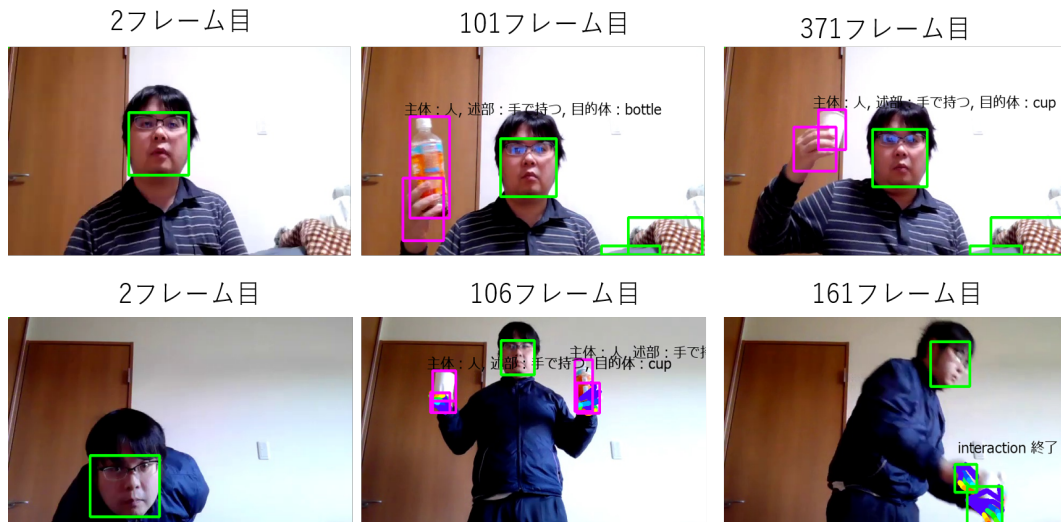 2フレーム目
101フレーム目
371フレーム目
主体：人, 述部：手で持つ, 目的体：bottle
主体：人, 述部：手で持つ, 目的体：cup
2フレーム目
106フレーム目
161フレーム目
主体：人, 述部：手で持
主体：人, 述部：手で持つ, 目的体：cup
interaction 終了